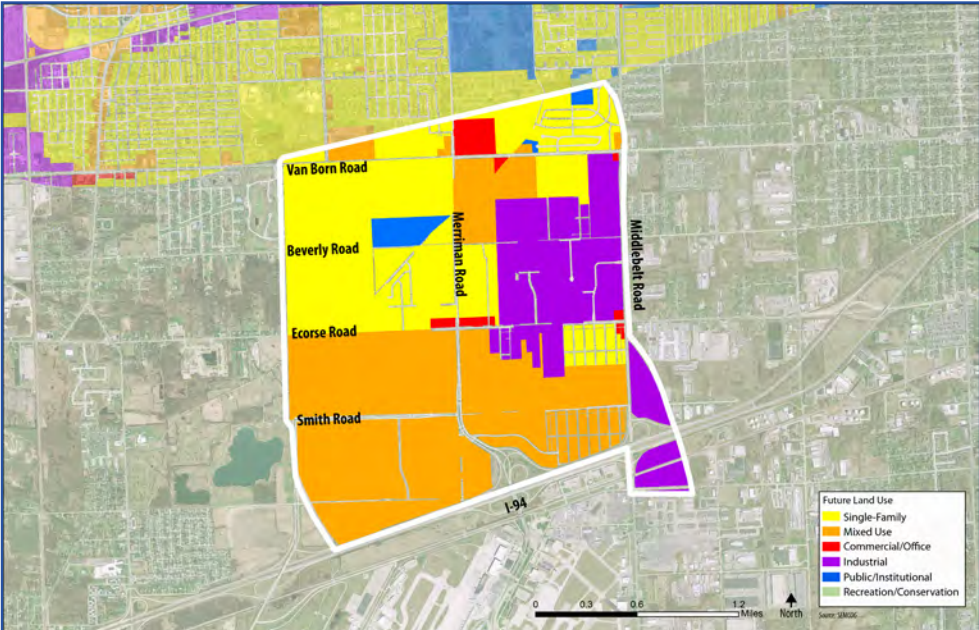 Van Born Road
Beverly Road
Merriman Road
Middlebelt Road
Ecorse Road
Smith Road
I-94
Future Land Use
Single-Family
Mixed Use
Commercial/Office
Industrial
Public/Institutional
Recreation/Conservation
0 0.3 0.6 1.2
Miles
North
Source: SEMCOG